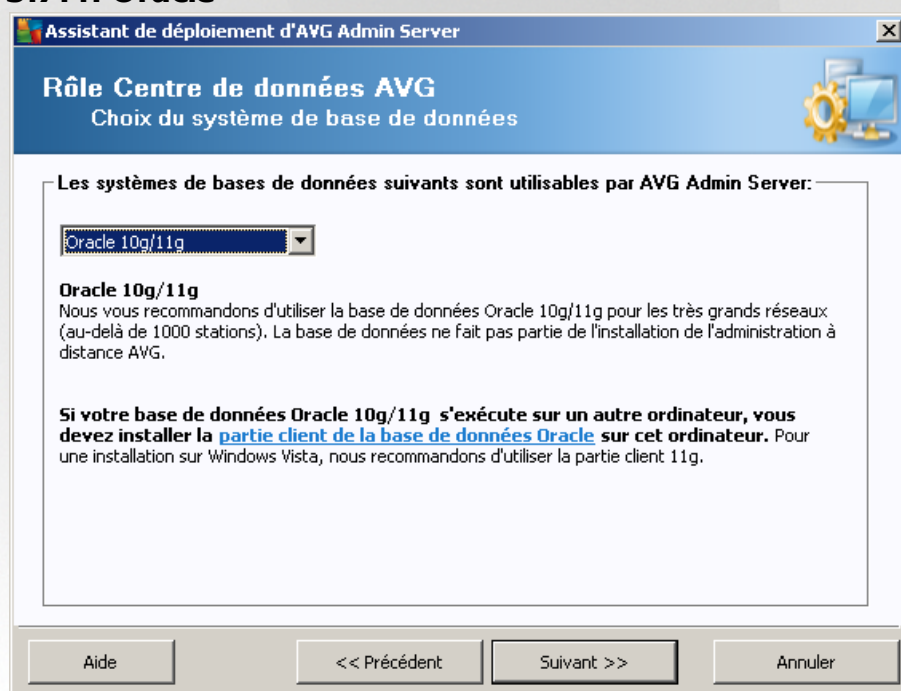 Assistant de déploiement d'AVG Admin Server
Rôle Centre de données AVG
Choix du système de base de données
Les systèmes de bases de données suivants sont utilisables par AVG Admin Server:
Oracle 10g/11g
Oracle 10g/11g
Nous vous recommandons d'utiliser la base de données Oracle 10g/11g pour les très grands réseaux
(au-delà de 1000 stations). La base de données ne fait pas partie de l'installation de l'administration à
distance AVG.
Si votre base de données Oracle 10g/11g s'exécute sur un autre ordinateur, vous
devez installer la partie client de la base de données Oracle sur cet ordinateur. Pour
une installation sur Windows Vista, nous recommandons d'utiliser la partie client 11g.
Aide
<< Précédent
Suivant >>
Annuler